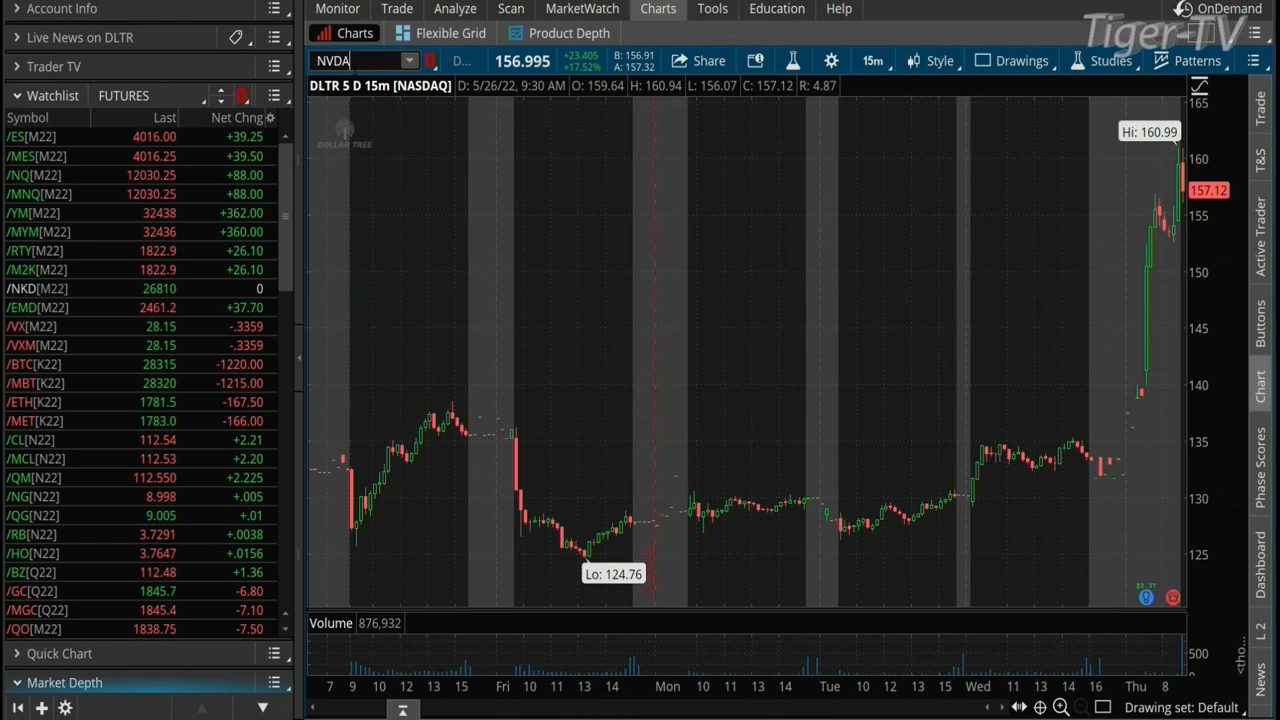 Account Info
Monitor Trade Analyze Scan MarketWatch Charts Tools Education Help OnDemand
Tiger-TV
Live News on DLTR
Charts Flexible Grid Product Depth
Trader TV
NVDA D... 156.995 +23.405 +17.52% B: 156.91 A: 157.32 Share 15m Style Drawings Studies Patterns
Watchlist FUTURES
DLTR 5 D 15m [NASDAQ] D: 5/26/22, 9:30 AM O: 159.64 H: 160.94 L: 156.07 C: 157.12 R: 4.87
Symbol Last Net Chng
/ES[M22] 4016.00 +39.25
/MES[M22] 4016.25 +39.50
/NQ[M22] 12030.25 +88.00
/MNQ[M22] 12030.25 +88.00
/YM[M22] 32438 +362.00
/MYM[M22] 32436 +360.00
/RTY[M22] 1822.9 +26.10
/M2K[M22] 1822.9 +26.10
/NKD[M22] 26810 0
/EMD[M22] 2461.2 +37.70
/VX[M22] 28.15 -.3359
/VXM[M22] 28.15 -.3359
/BTC[K22] 28315 -1220.00
/MBT[K22] 28320 -1215.00
/ETH[K22] 1781.5 -167.50
/MET[K22] 1783.0 -166.00
/CL[N22] 112.54 +2.21
/MCL[N22] 112.53 +2.20
/QM[N22] 112.550 +2.225
/NG[N22] 8.998 +.005
/QG[N22] 9.005 +.01
/RB[N22] 3.7291 +.0038
/HO[N22] 3.7647 +.0156
/BZ[Q22] 112.48 +1.36
/GC[Q22] 1845.7 -6.80
/MGC[Q22] 1845.4 -7.10
/QO[M22] 1838.75 -7.50
Quick Chart
Market Depth
DOLLAR TREE
Hi: 160.99
Lo: 124.76
165
160
157.12
155
150
145
140
135
130
125
$2.37
Volume 876,932
500
0
7 9 10 12 13 15 Fri 10 11 13 14 Mon 10 11 13 14 Tue 10 12 13 15 Wed 11 13 14 16 Thu 8
Drawing set: Default
Trade
T&S
Active Trader
Buttons
Chart
Phase Scores
Dashboard
L 2
News
<cho...